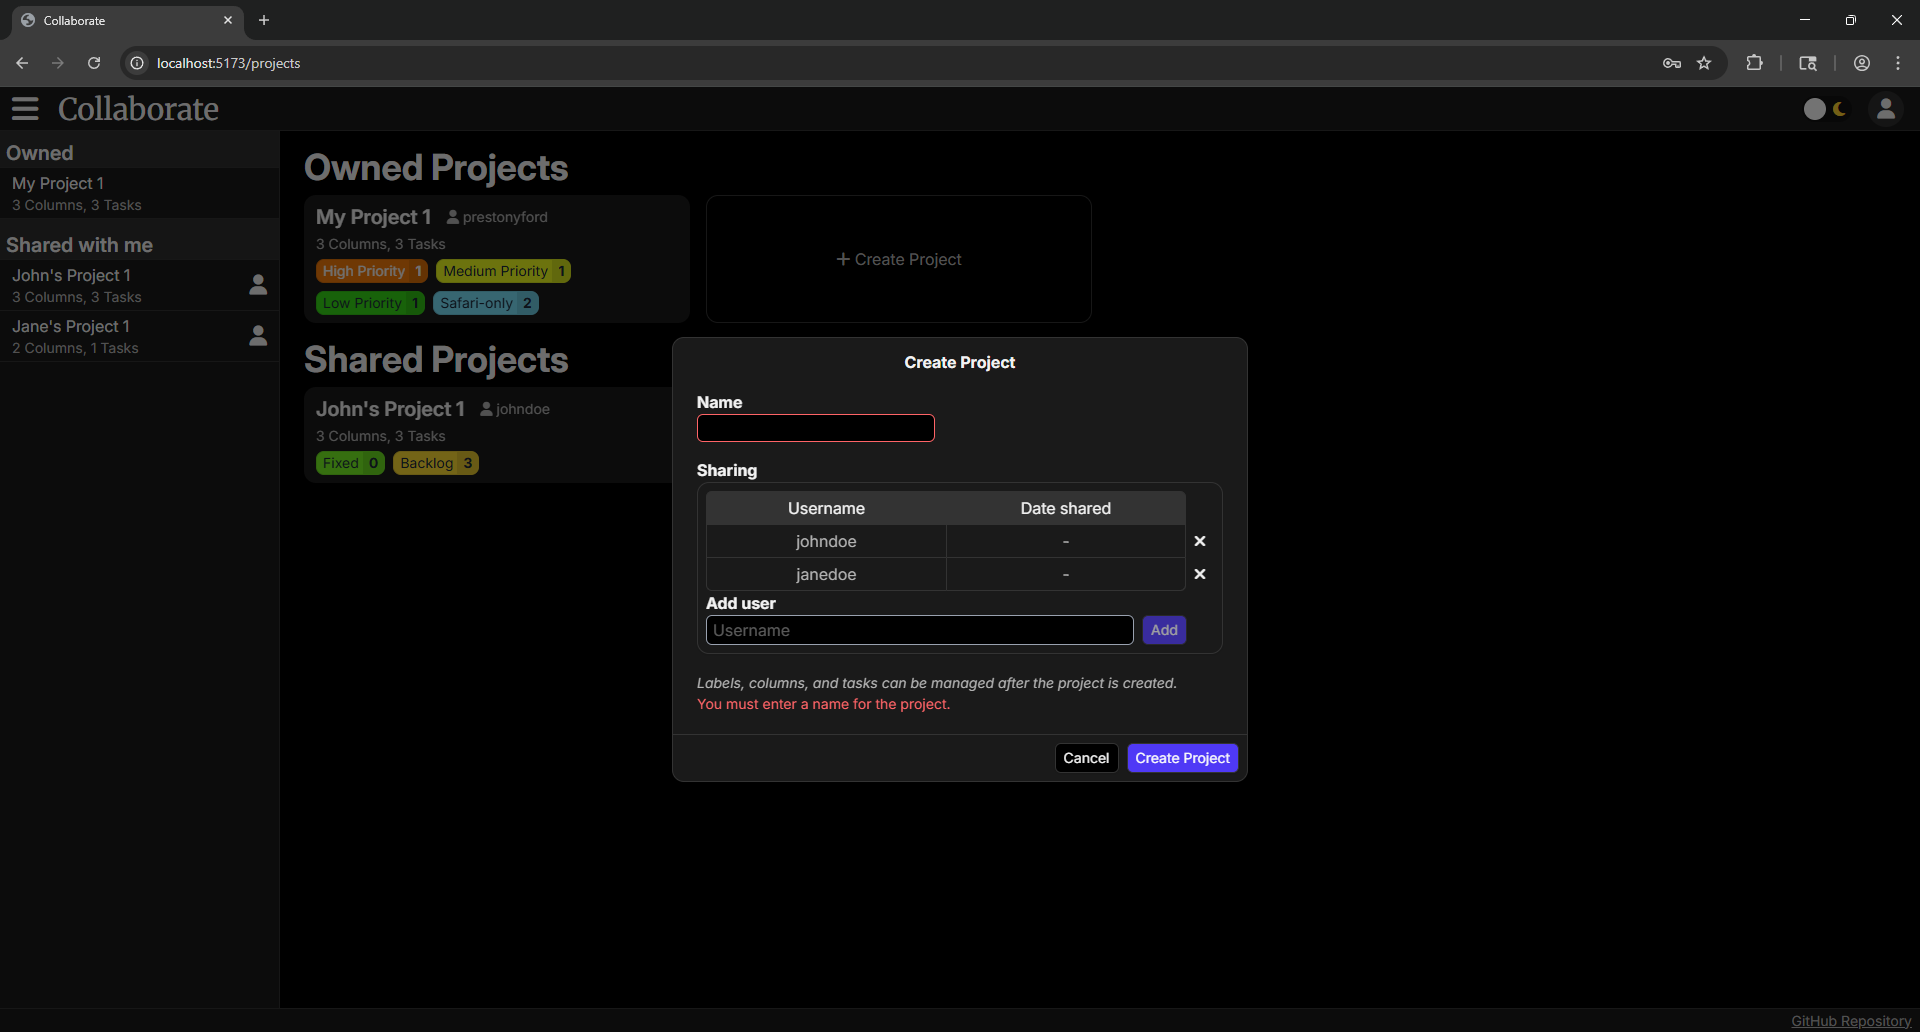 Collaborate
localhost:5173/projects
Collaborate
Owned
My Project 1
3 Columns, 3 Tasks
Shared with me
John's Project 1
3 Columns, 3 Tasks
Jane's Project 1
2 Columns, 1 Tasks
Owned Projects
My Project 1 prestonyford
3 Columns, 3 Tasks
High Priority 1 Medium Priority 1
Low Priority 1 Safari-only 2
+ Create Project
Shared Projects
John's Project 1 johndoe
3 Columns, 3 Tasks
Fixed 0 Backlog 3
Create Project
Name
Sharing
Username Date shared
johndoe -
janedoe -
Add user
Username Add
Labels, columns, and tasks can be managed after the project is created.
You must enter a name for the project.
Cancel Create Project
GitHub Repository